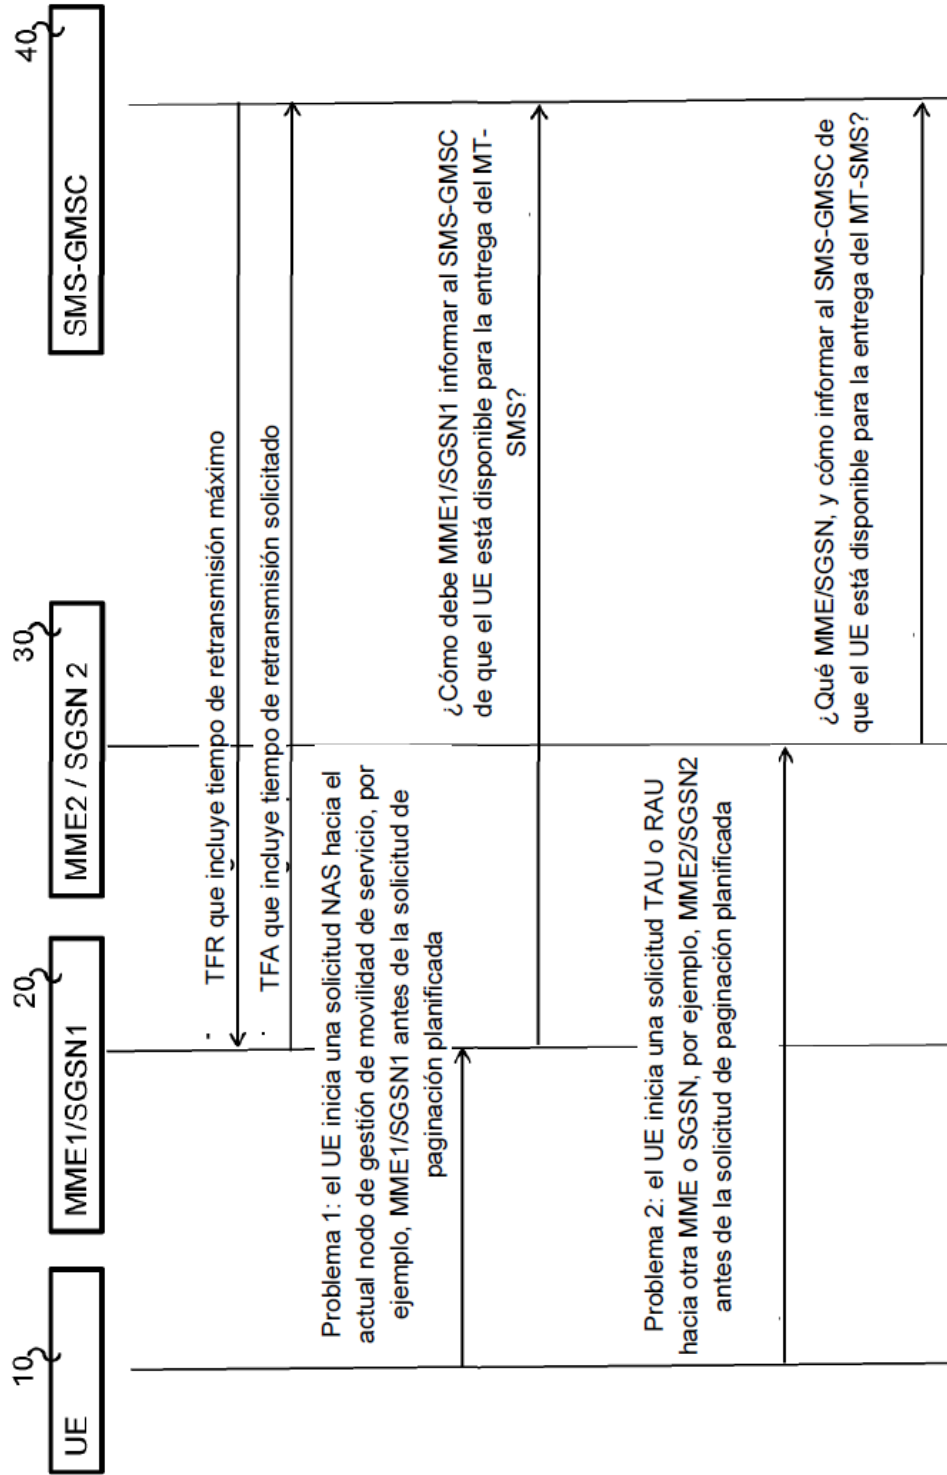 10
20
30
40
UE
MME1/SGSN1
MME2 / SGSN 2
SMS-GMSC
TFR que incluye tiempo de retransmisión máximo
TFA que incluye tiempo de retransmisión solicitado
Problema 1: el UE inicia una solicitud NAS hacia el
actual nodo de gestión de movilidad de servicio, por
ejemplo, MME1/SGSN1 antes de la solicitud de
paginación planificada
¿Cómo debe MME1/SGSN1 informar al SMS-GMSC
de que el UE está disponible para la entrega del MT-
SMS?
Problema 2: el UE inicia una solicitud TAU o RAU
hacia otra MME o SGSN, por ejemplo, MME2/SGSN2
antes de la solicitud de paginación planificada
¿Qué MME/SGSN, y cómo informar al SMS-GMSC de
que el UE está disponible para la entrega del MT-SMS?